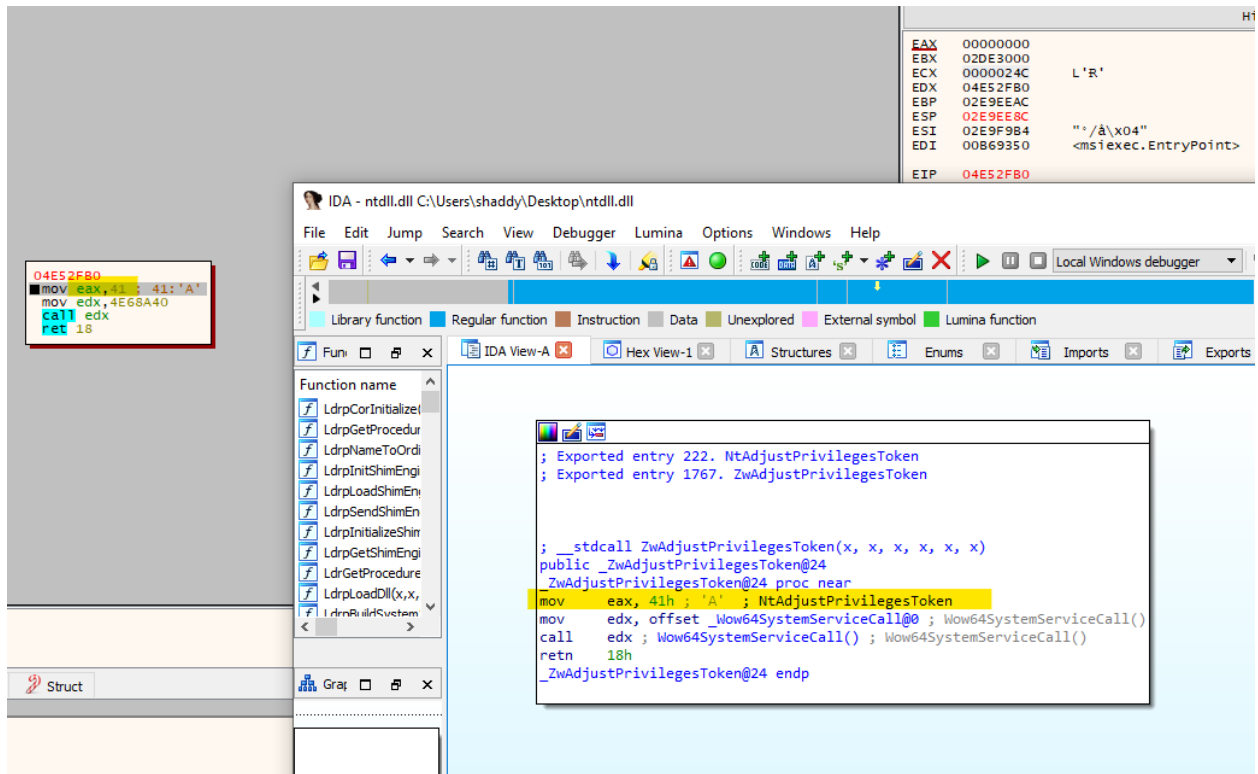 Hi
EAX 00000000
EBX 02DE3000
ECX 0000024C L'R'
EDX 04E52FB0
EBP 02E9EEAC
ESP 02E9EE8C
ESI 02E9F9B4 "°/å\x04"
EDI 00B69350 <msiexec.EntryPoint>
EIP 04E52FB0
04E52FB0
mov eax,41 ; 41:'A'
mov edx,4E68A40
call edx
ret 18
Struct
IDA - ntdll.dll C:\Users\shaddy\Desktop\ntdll.dll
File Edit Jump Search View Debugger Lumina Options Windows Help
Local Windows debugger
Library function Regular function Instruction Data Unexplored External symbol Lumina function
Fun
IDA View-A Hex View-1 Structures Enums Imports Exports
Function name
LdrpCorInitialize(
LdrpGetProcedur
LdrpNameToOrdi
LdrpInitShimEngi
LdrpLoadShimEn
LdrpSendShimEn
LdrpInitializeShim
LdrpGetShimEngi
LdrGetProcedure
LdrpLoadDll(x,x,
LdrpBuildSystem
Grap
; Exported entry 222. NtAdjustPrivilegesToken
; Exported entry 1767. ZwAdjustPrivilegesToken
; __stdcall ZwAdjustPrivilegesToken(x, x, x, x, x, x)
public _ZwAdjustPrivilegesToken@24
_ZwAdjustPrivilegesToken@24 proc near
mov eax, 41h ; 'A' ; NtAdjustPrivilegesToken
mov edx, offset _Wow64SystemServiceCall@0 ; Wow64SystemServiceCall()
call edx ; Wow64SystemServiceCall() ; Wow64SystemServiceCall()
retn 18h
_ZwAdjustPrivilegesToken@24 endp